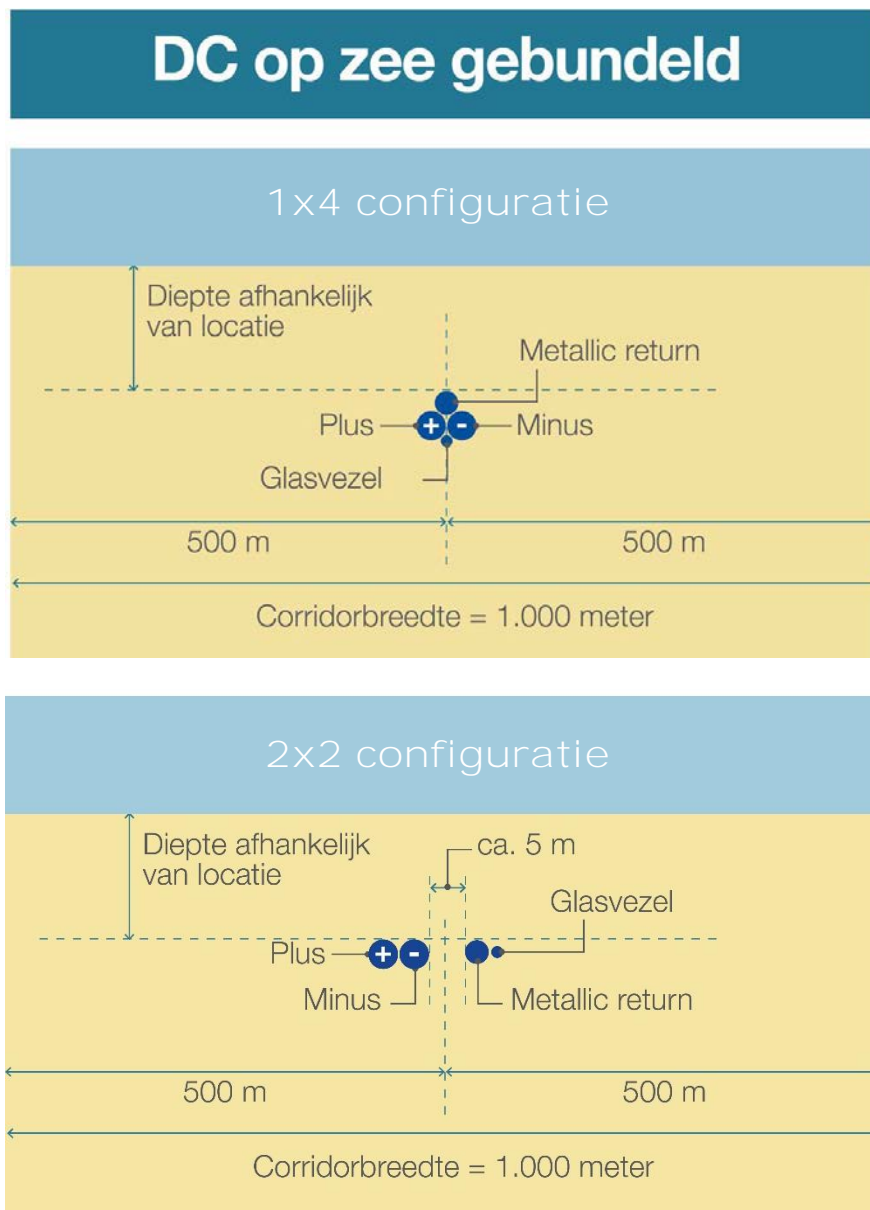 DC op zee gebundeld
1x4 configuratie
Diepte afhankelijk
van locatie
Metallic return
Plus
+
-
Minus
Glasvezel
500 m
500 m
Corridorbreedte = 1.000 meter
2x2 configuratie
Diepte afhankelijk
van locatie
ca. 5 m
Glasvezel
Plus
+
-
Minus
Metallic return
500 m
500 m
Corridorbreedte = 1.000 meter